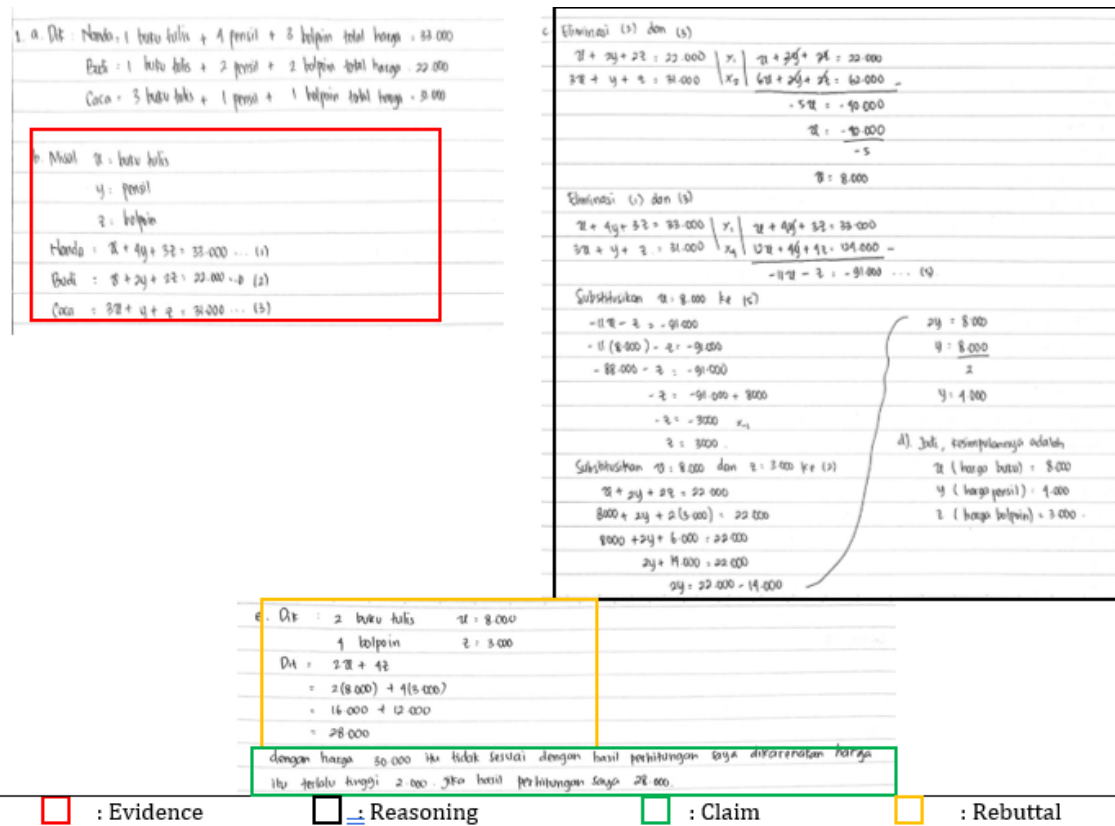 1. a. Dit : Nanda : 1 buku tulis + 4 pensil + 3 bolpoin total harga = 33.000
Budi : 1 buku tulis + 2 pensil + 2 bolpoin total harga = 22.000
Caca = 3 buku tulis + 1 pensil + 1 bolpoin total harga = 31.000
b. Misal x = buku tulis
y = pensil
z = bolpoin
Nanda : x + 4y + 3z = 33.000 ... (1)
Budi : x + 2y + 2z = 22.000 ... (2)
Caca : 3x + y + z = 31.000 ... (3)
c. Eliminasi (2) dan (3)
x + 2y + 2z = 22.000 | x1 | x + 2y + 2z = 22.000
3x + y + z = 31.000 | x2 | 6x + 2y + 2z = 62.000 -
-5x = -40.000
x = -40.000
-5
x = 8.000
Eliminasi (1) dan (3)
x + 4y + 3z = 33.000 | x1 | x + 4y + 3z = 33.000
3x + y + z = 31.000 | x4 | 12x + 4y + 4z = 124.000 -
-11x - z = -91.000 ...
Substitusikan x = 8.000 ke (5)
-11x - z = -91.000
-11(8.000) - z = -91.000
-88.000 - z = -91.000
-z = -91.000 + 8000
-z = -3000 x-1
z = 3000.
Substitusikan x = 8.000 dan z = 3.000 ke (2)
x + 2y + 2z = 22.000
8000 + 2y + 2(3.000) = 22.000
8000 + 2y + 6.000 = 22.000
2y + 14.000 = 22.000
2y = 22.000 - 14.000
2y = 8.000
y = 8.000
2
y = 4.000
d). Jadi, kesimpulannya adalah
x (harga buku) = 8.000
y (harga pensil) = 4.000
z (harga bolpoin) = 3.000.
e. Dik : 2 buku tulis x = 8.000
4 bolpoin z = 3.000
Dit : 2x + 4z
= 2(8.000) + 4(3.000)
= 16.000 + 12.000
= 28.000
dengan harga 30.000 itu tidak sesuai dengan hasil perhitungan saya dikarenakan harga
itu terlalu tinggi 2.000. jika hasil perhitungan saya 28.000.
: Evidence : Reasoning : Claim : Rebuttal